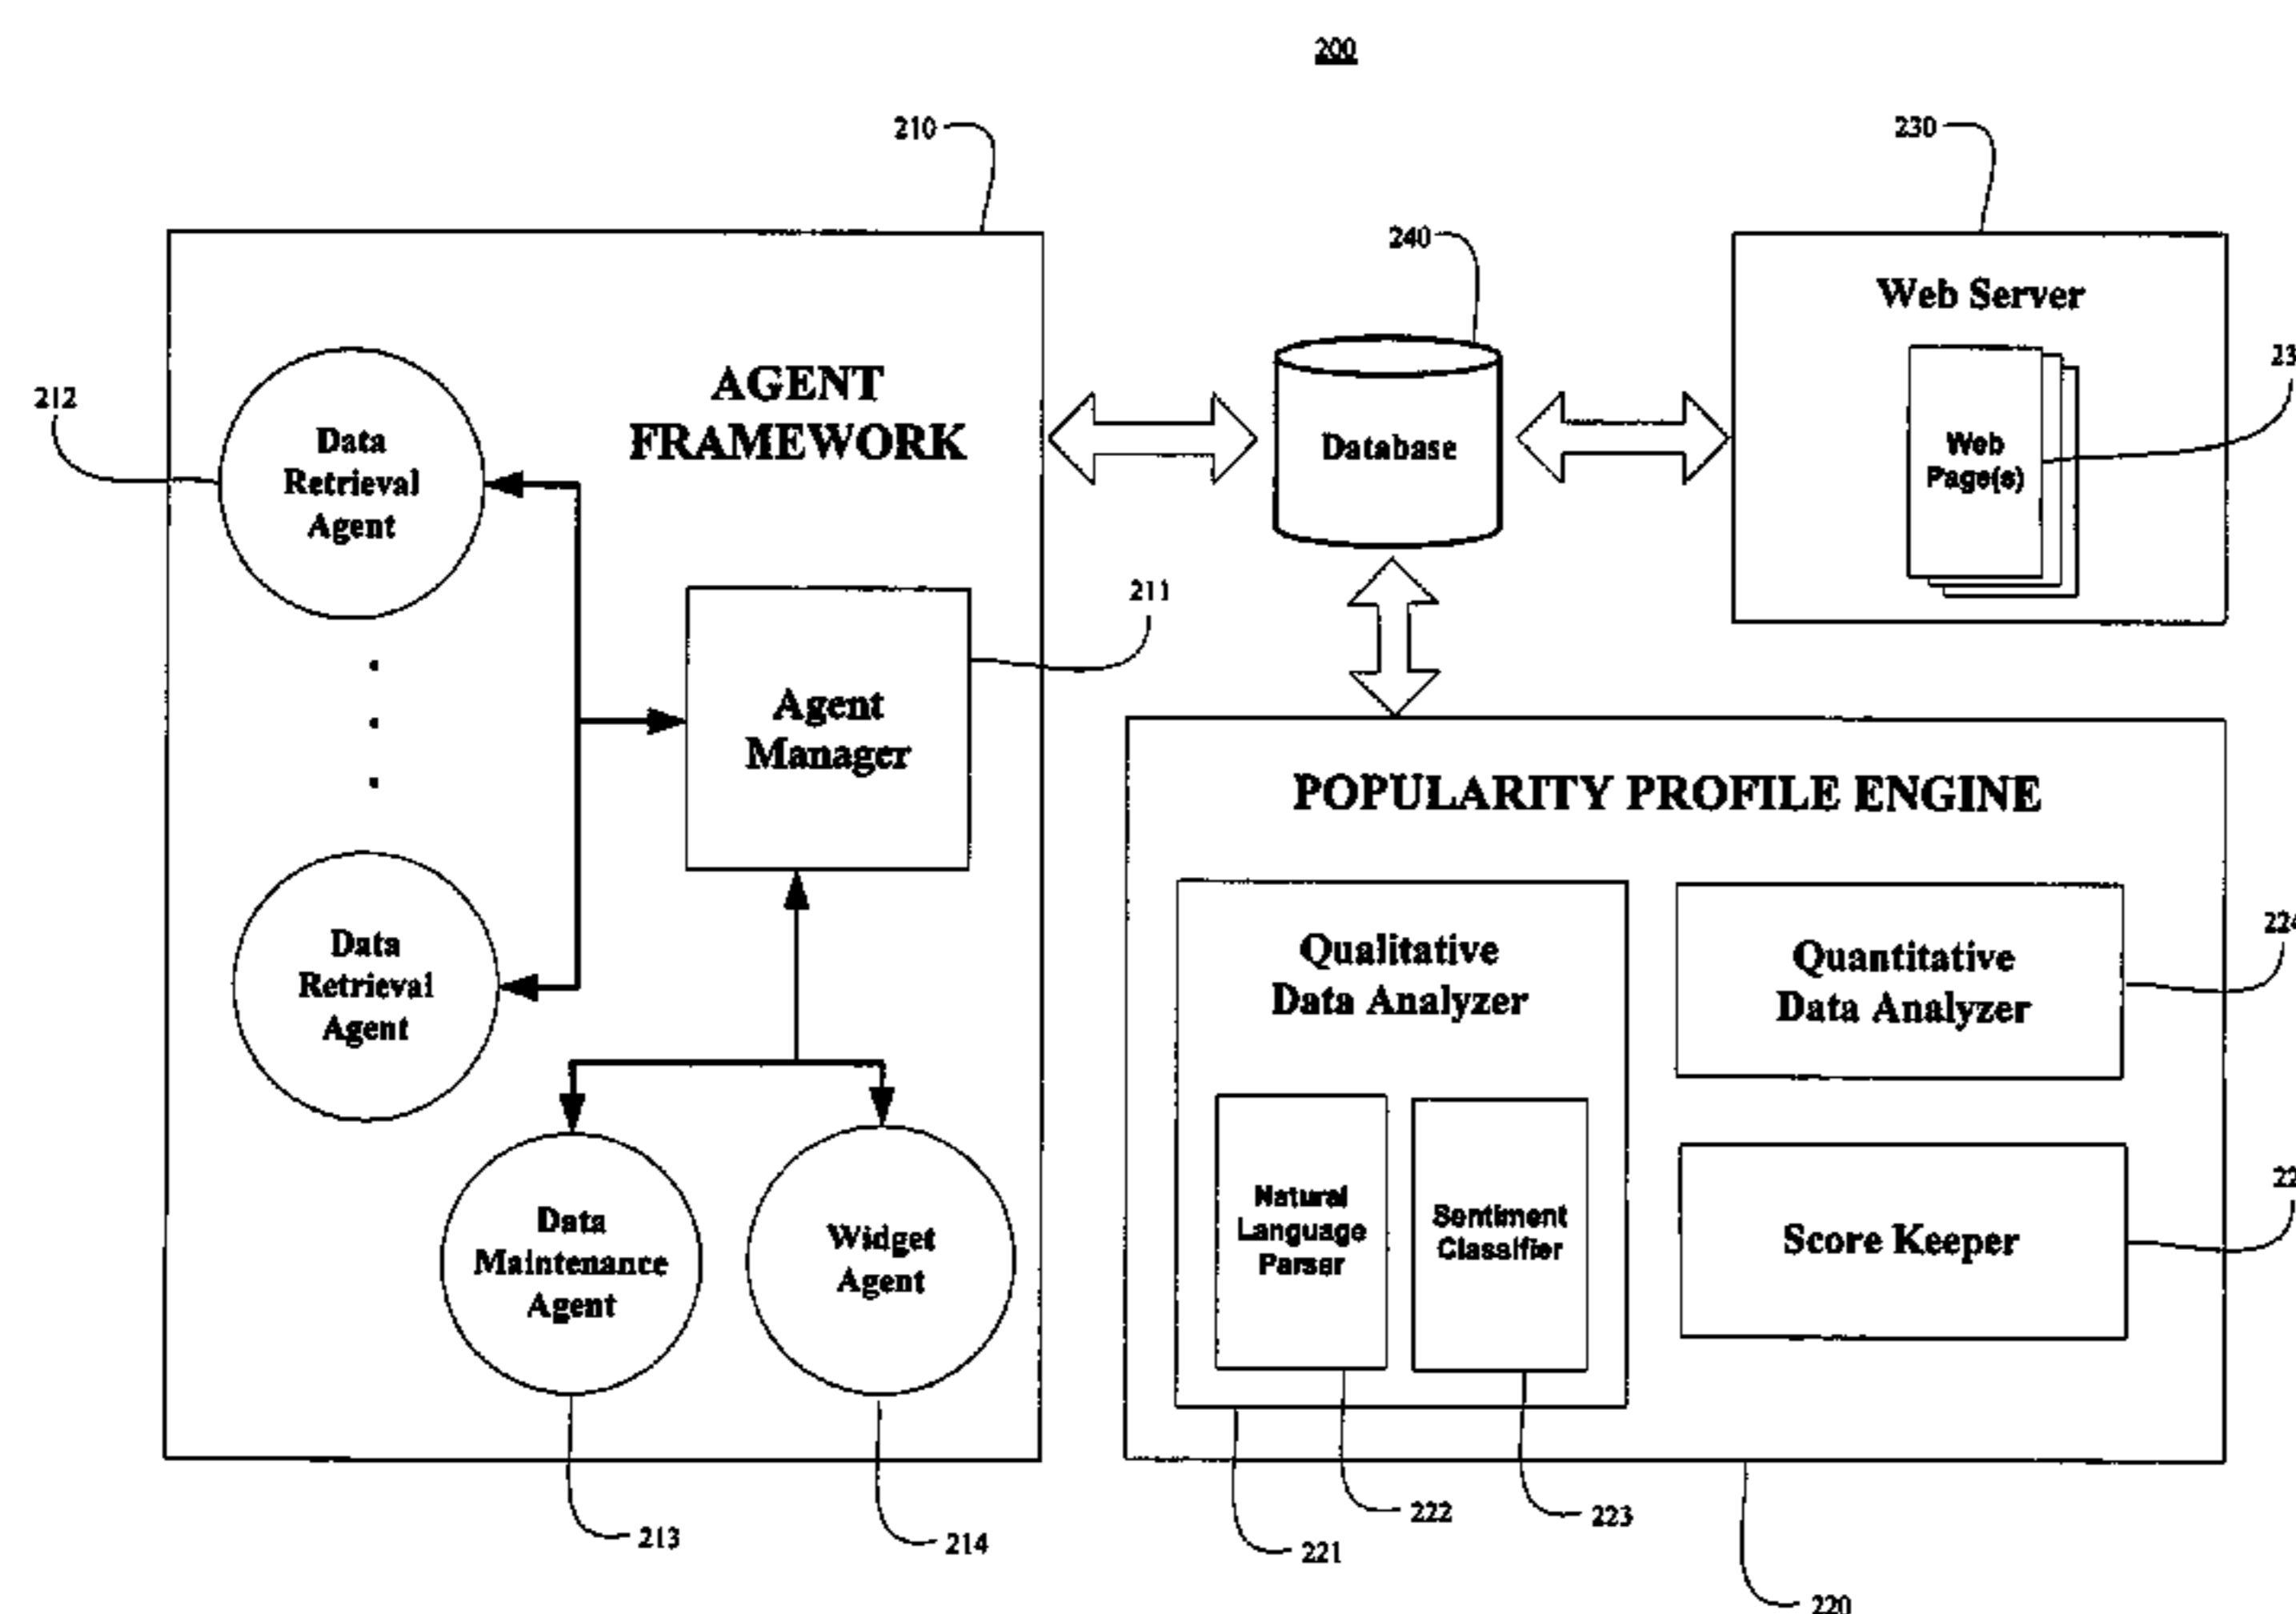 200
210
230
240
Web Server
AGENT
FRAMEWORK
212
Data
Retrieval
Agent
Database
Web
Page(s)
211
Agent
Manager
POPULARITY PROFILE ENGINE
Data
Retrieval
Agent
Qualitative
Data Analyzer
Quantitative
Data Analyzer
224
Natural
Language
Parser
Sentiment
Classifier
Score Keeper
Data
Maintenance
Agent
Widget
Agent
213
214
221
222
223
220